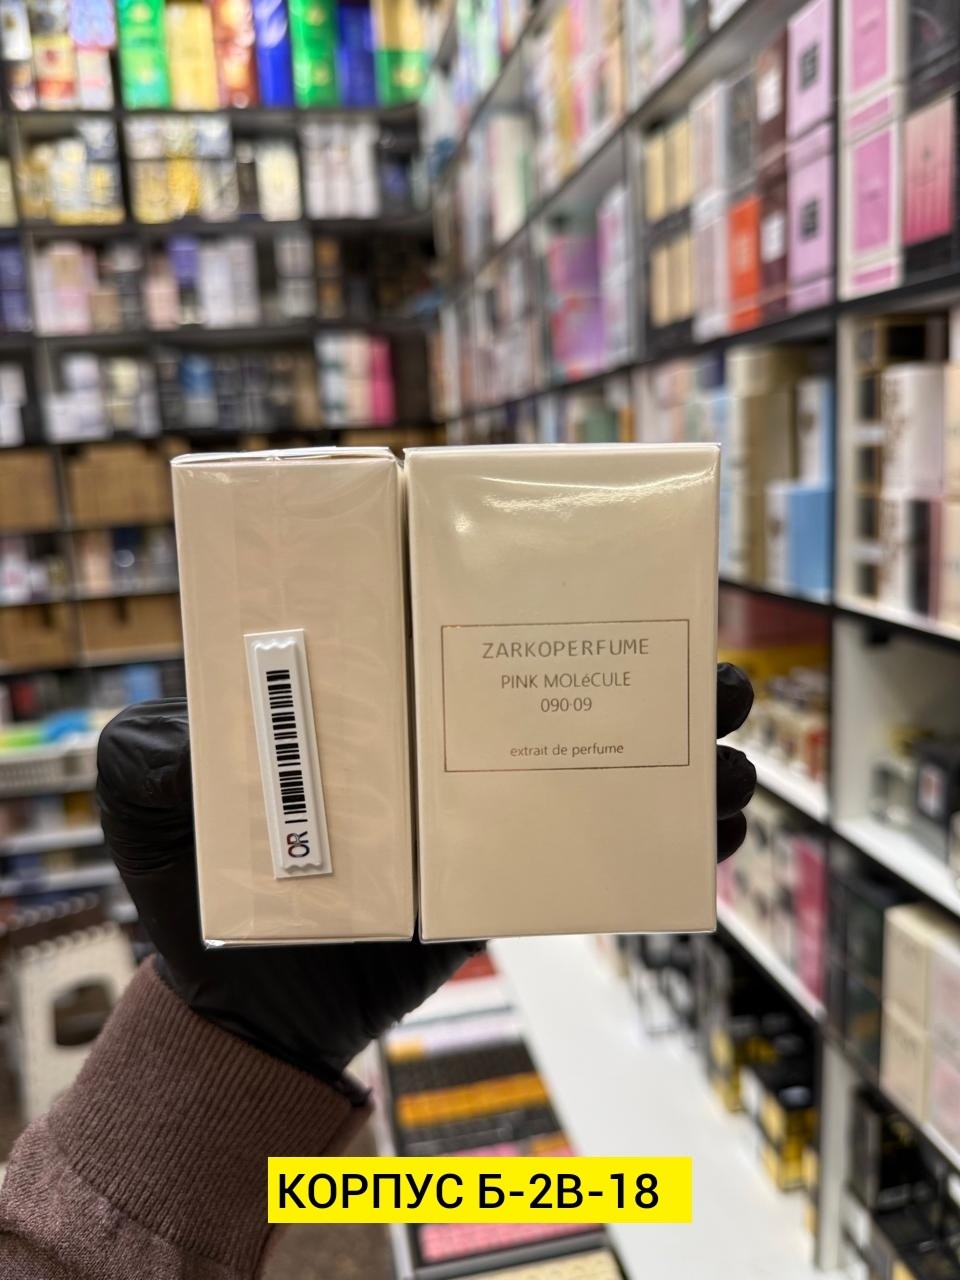 ZARKOPERFUME
PINK MOLéCULE
090·09
extrait de perfume
OR
КОРПУС Б-2В-18